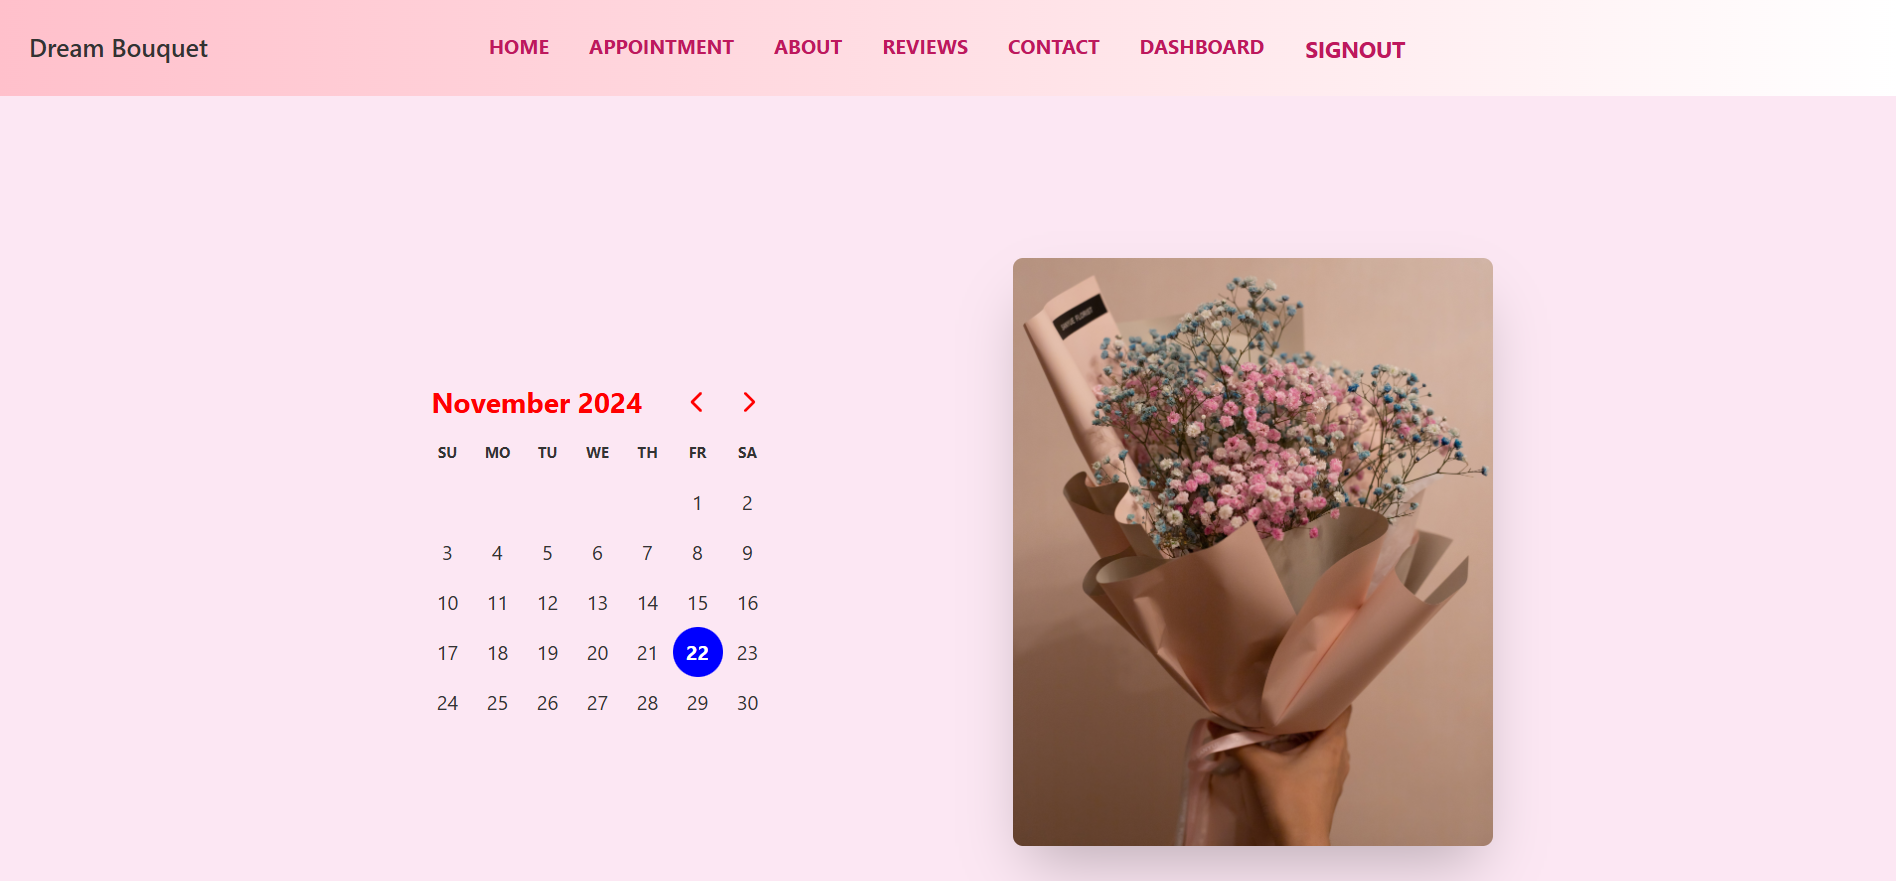 Dream Bouquet
HOME APPOINTMENT ABOUT REVIEWS CONTACT DASHBOARD SIGNOUT
November 2024
SU MO TU WE TH FR SA
1 2
3 4 5 6 7 8 9
10 11 12 13 14 15 16
17 18 19 20 21 22 23
24 25 26 27 28 29 30